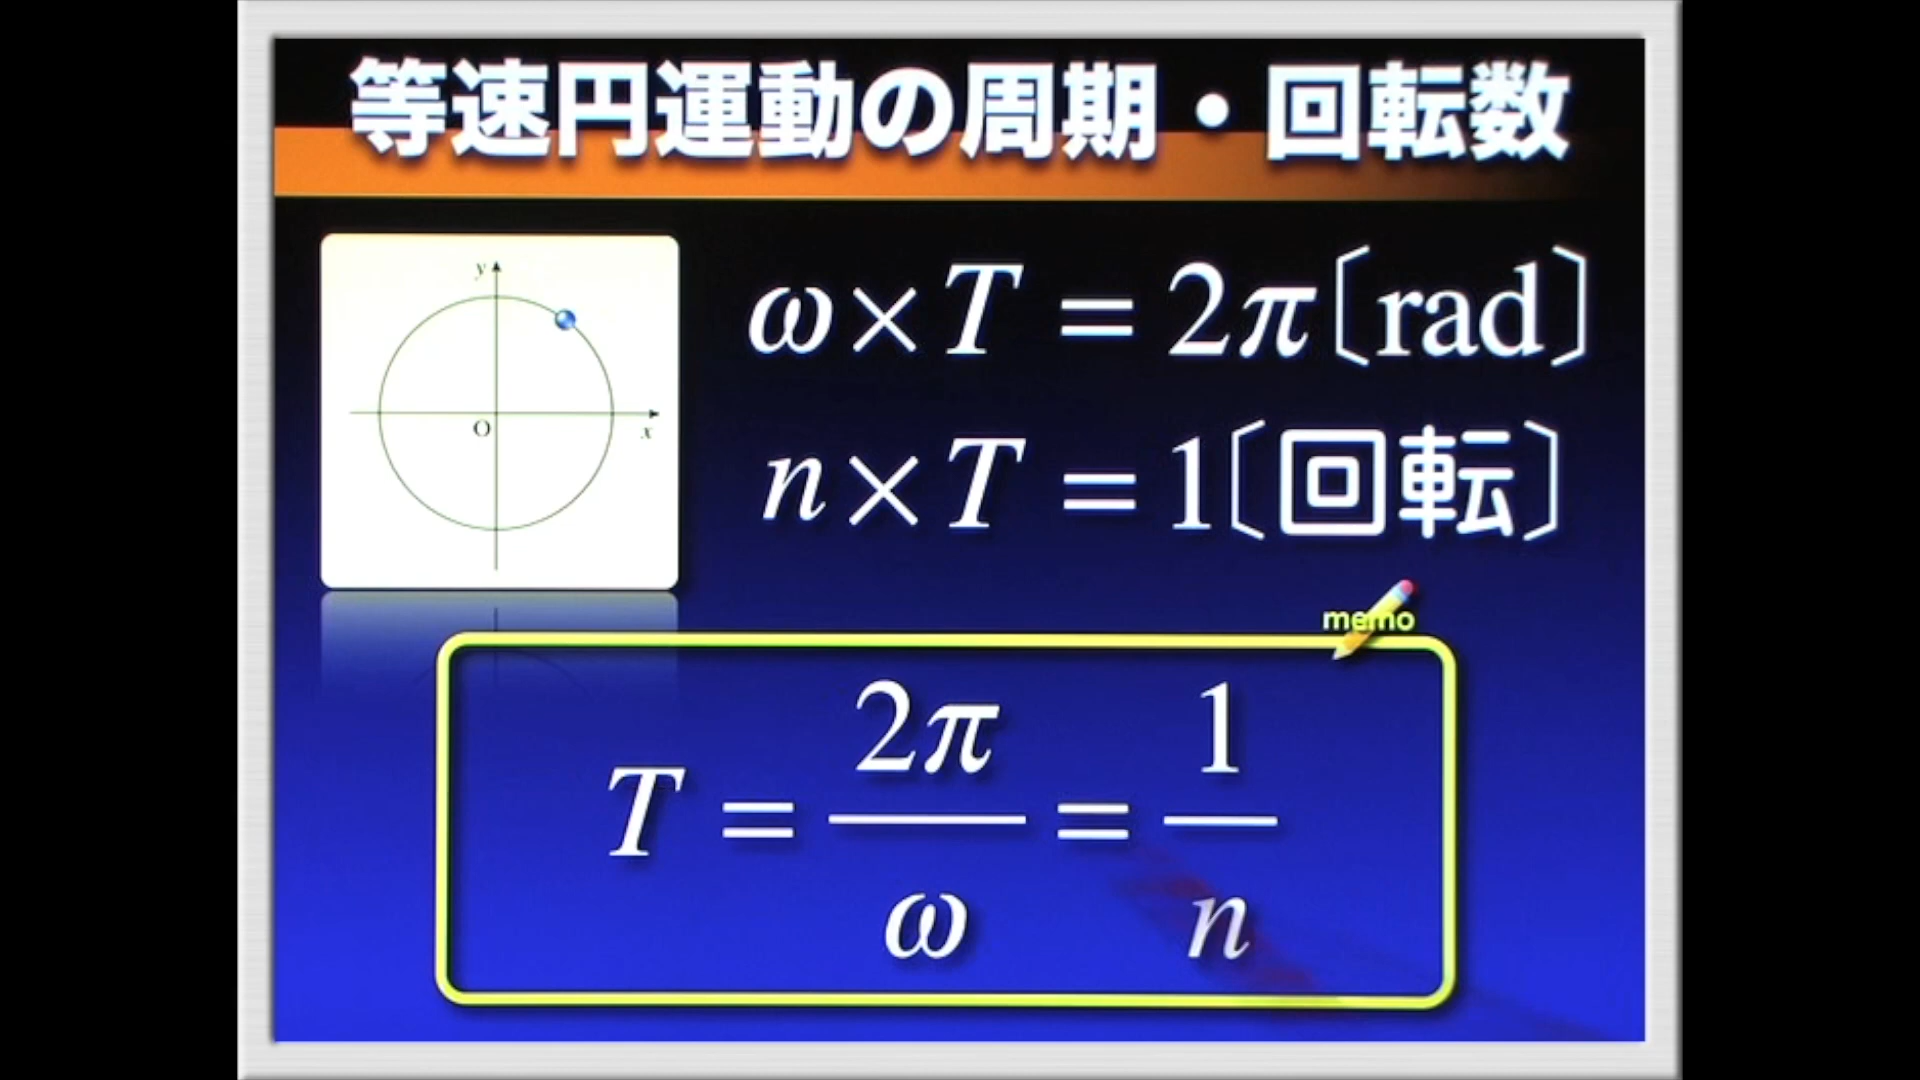 等速円運動の周期・回転数
y
O
x
ω×T = 2π〔rad〕
n×T = 1〔回転〕
memo
T = 2π/ω = 1/n